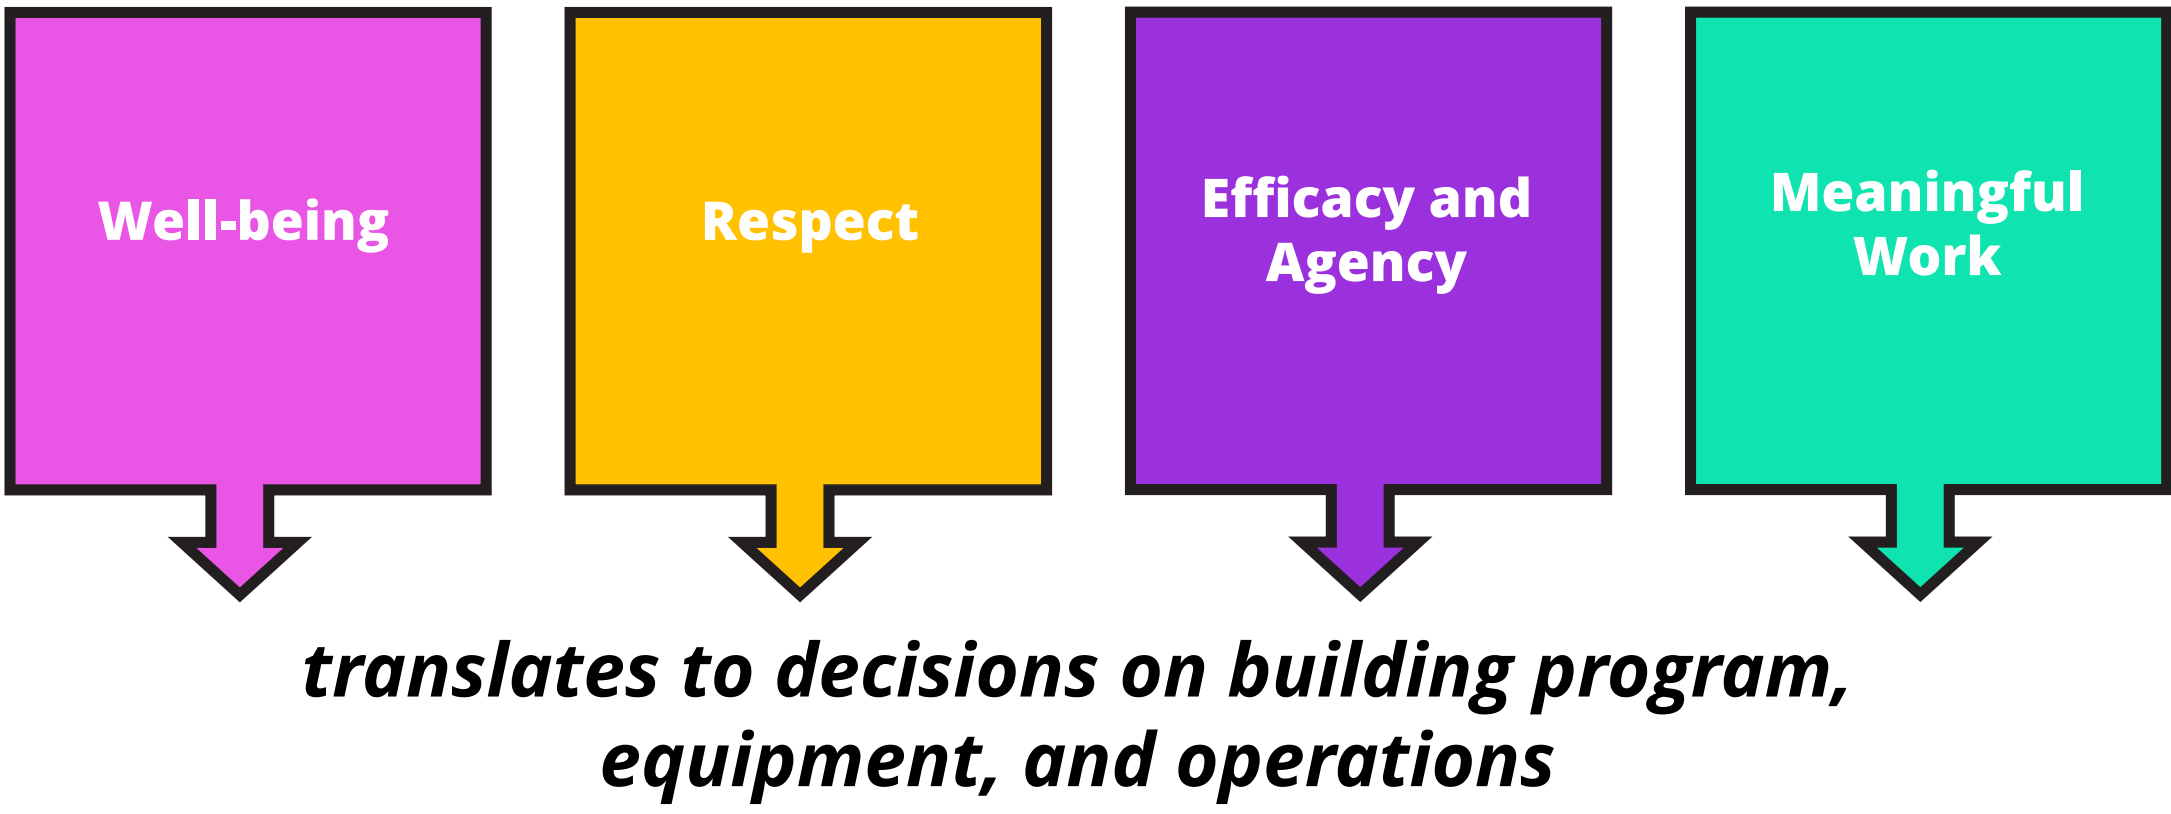 Well-being
Respect
Efficacy and
Agency
Meaningful
Work
translates to decisions on building program,
equipment, and operations